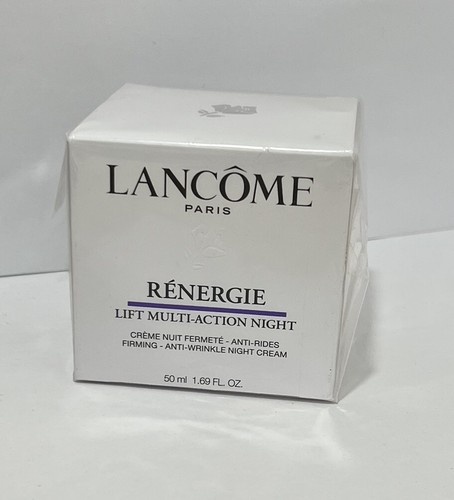 LANCÔME
PARIS
RÉNERGIE
LIFT MULTI-ACTION NIGHT
CRÈME NUIT FERMETÉ - ANTI-RIDES
FIRMING - ANTI-WRINKLE NIGHT CREAM
50 ml 1.69 FL. OZ.